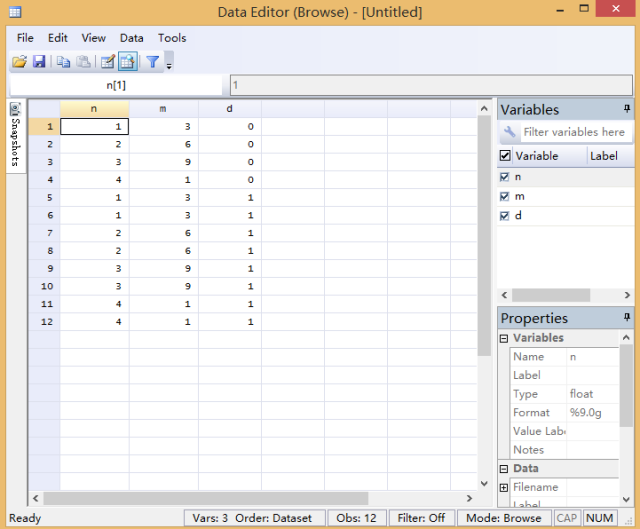 Data Editor (Browse) - [Untitled]
File Edit View Data Tools
n[1] 1
Snapshots
n m d
1 1 3 0
2 2 6 0
3 3 9 0
4 4 1 0
5 1 3 1
6 1 3 1
7 2 6 1
8 2 6 1
9 3 9 1
10 3 9 1
11 4 1 1
12 4 1 1
Variables
Filter variables here
Variable Label
n
m
d
Properties
Variables
Name n
Label
Type float
Format %9.0g
Value Labe
Notes
Data
Filename
Label
Ready Vars: 3 Order: Dataset Obs: 12 Filter: Off Mode: Browse CAP NUM